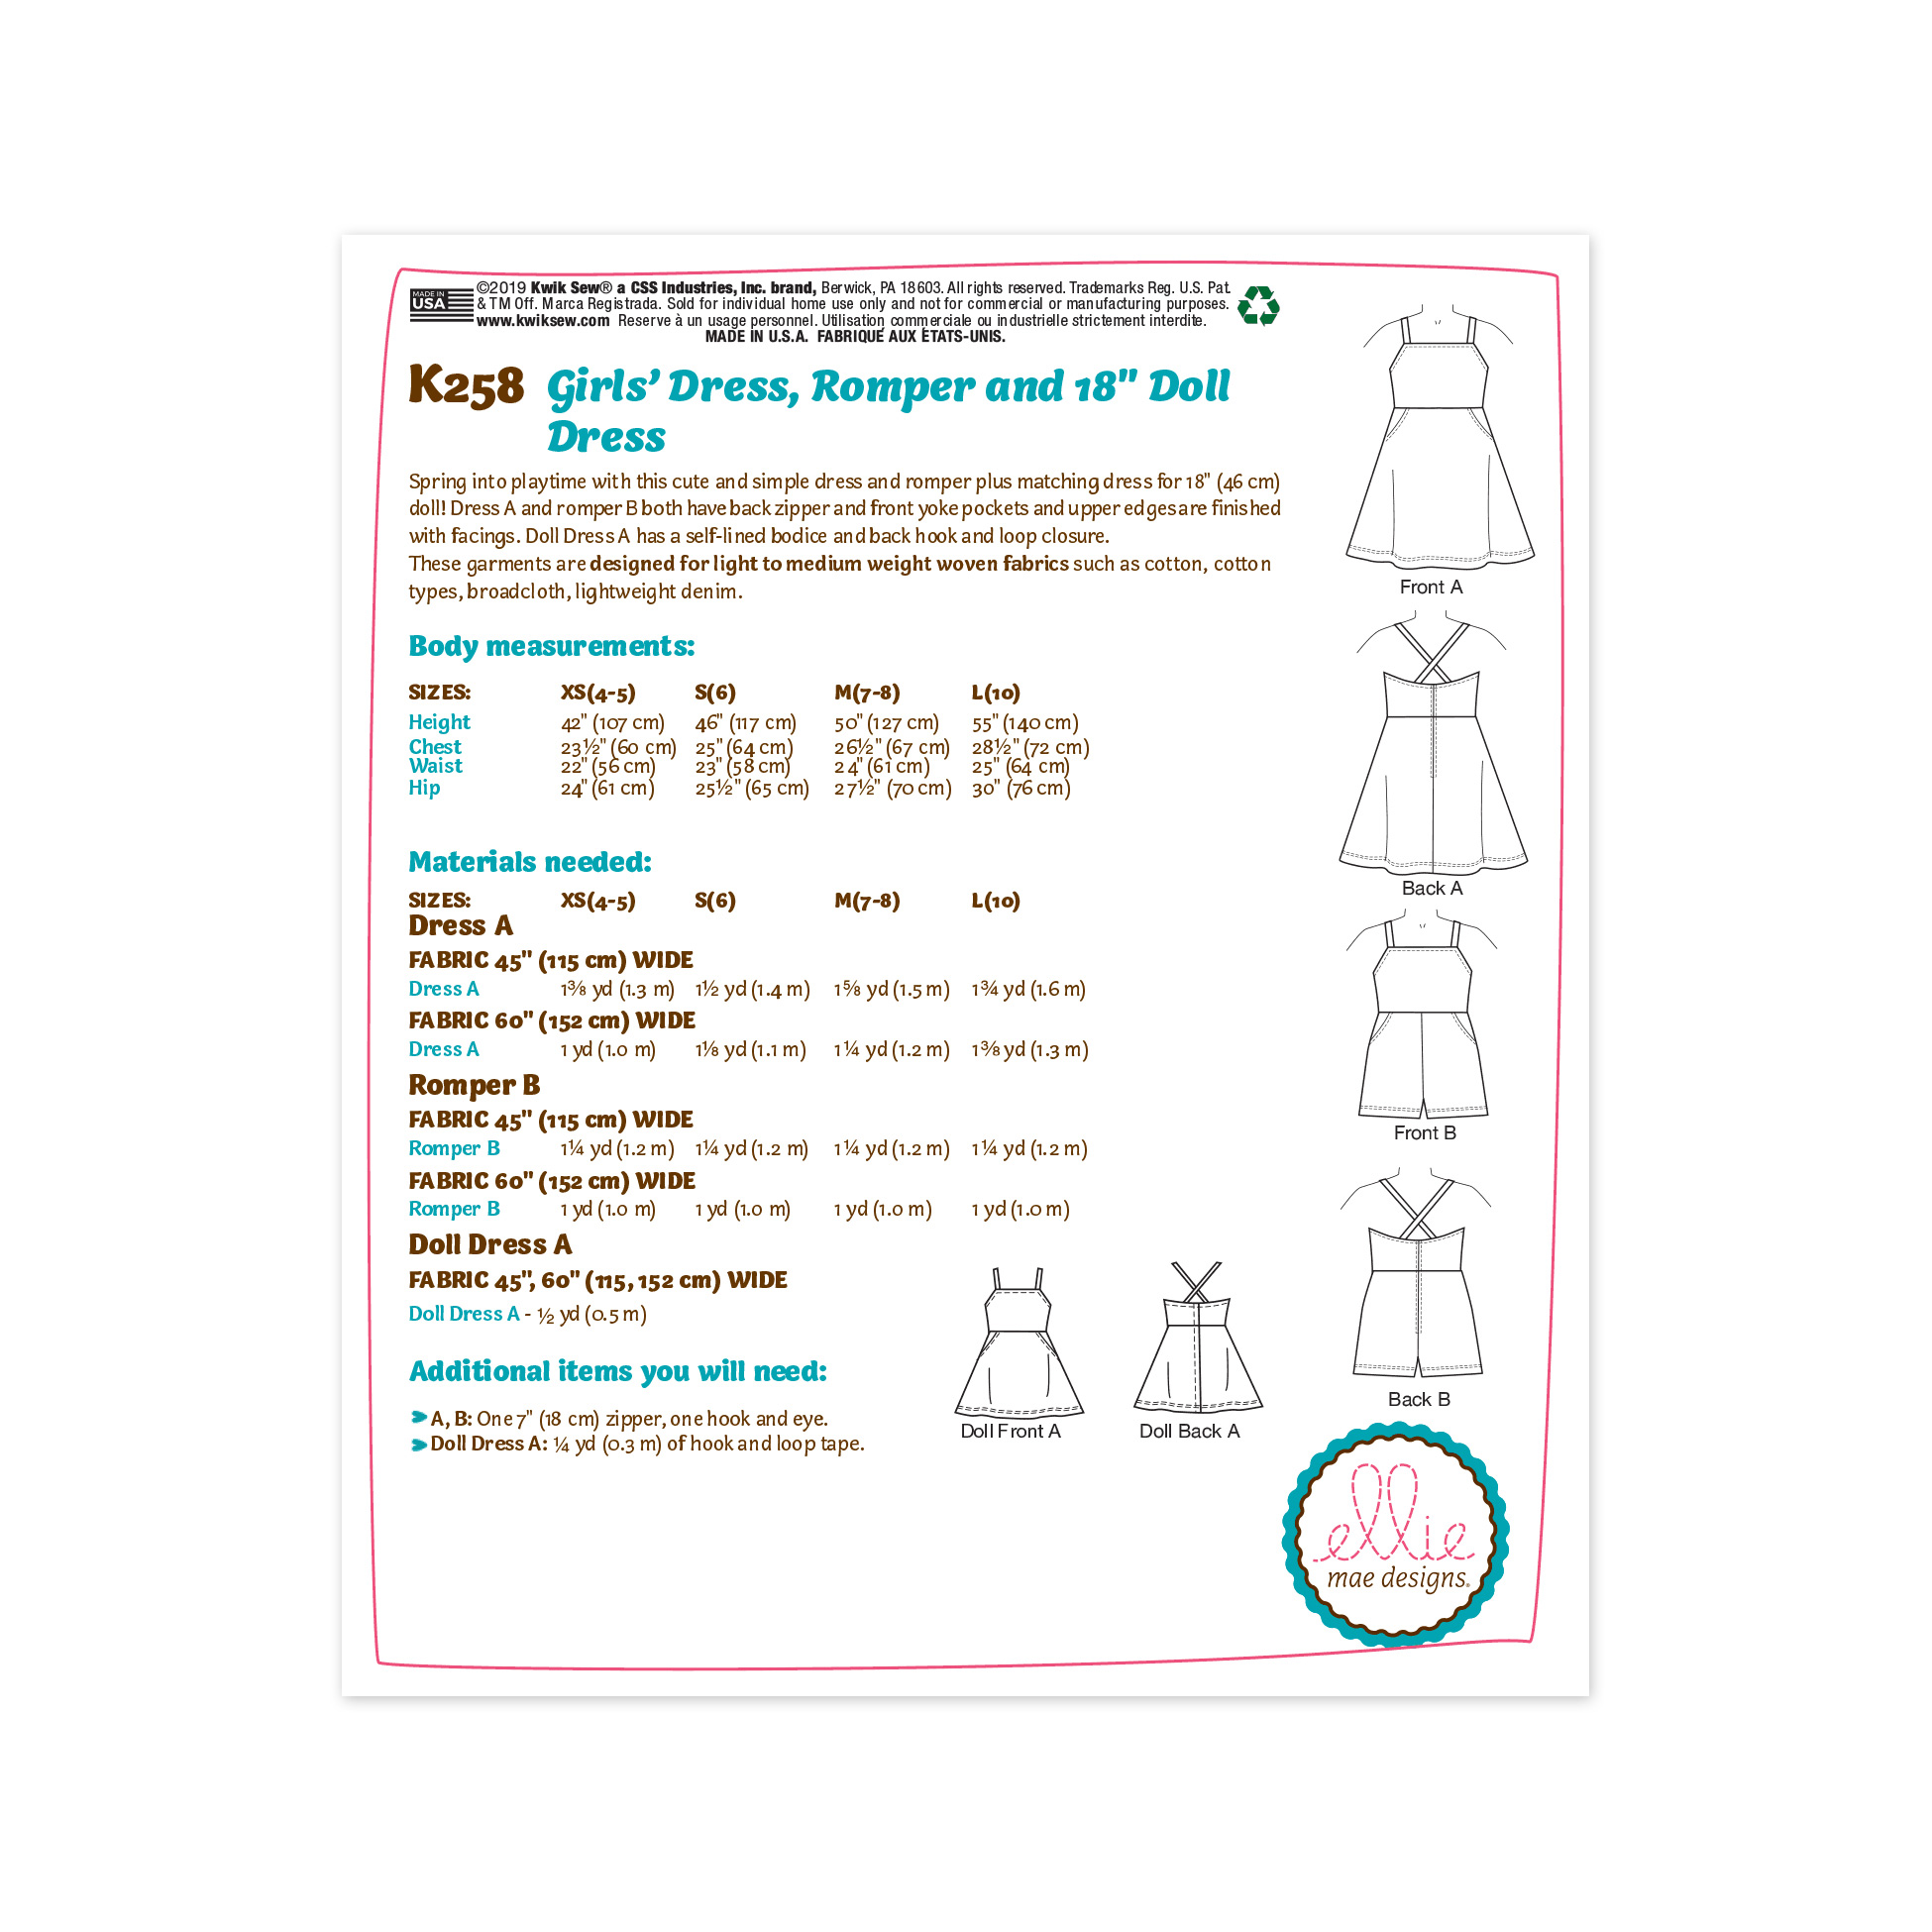 MADE IN
USA
©2019 Kwik Sew® a CSS Industries, Inc. brand, Berwick, PA 18603. All rights reserved. Trademarks Reg. U.S. Pat.
& TM Off. Marca Registrada. Sold for individual home use only and not for commercial or manufacturing purposes.
www.kwiksew.com Reserve à un usage personnel. Utilisation commerciale ou industrielle strictement interdite.
MADE IN U.S.A. FABRIQUÉ AUX ÉTATS-UNIS.
K258 Girls' Dress, Romper and 18" Doll
Dress
Spring into playtime with this cute and simple dress and romper plus matching dress for 18" (46 cm)
doll! Dress A and romper B both have back zipper and front yoke pockets and upper edges are finished
with facings. Doll Dress A has a self-lined bodice and back hook and loop closure.
These garments are designed for light to medium weight woven fabrics such as cotton, cotton
types, broadcloth, lightweight denim.
Body measurements:
SIZES: XS(4-5) S(6) M(7-8) L(10)
Height 42" (107 cm) 46" (117 cm) 50" (127 cm) 55" (140 cm)
Chest 23½" (60 cm) 25" (64 cm) 26½" (67 cm) 28½" (72 cm)
Waist 22" (56 cm) 23" (58 cm) 24" (61 cm) 25" (64 cm)
Hip 24" (61 cm) 25½" (65 cm) 27½" (70 cm) 30" (76 cm)
Materials needed:
SIZES: XS(4-5) S(6) M(7-8) L(10)
Dress A
FABRIC 45" (115 cm) WIDE
Dress A 1⅜ yd (1.3 m) 1½ yd (1.4 m) 1⅝ yd (1.5 m) 1¾ yd (1.6 m)
FABRIC 60" (152 cm) WIDE
Dress A 1 yd (1.0 m) 1⅛ yd (1.1 m) 1¼ yd (1.2 m) 1⅜ yd (1.3 m)
Romper B
FABRIC 45" (115 cm) WIDE
Romper B 1¼ yd (1.2 m) 1¼ yd (1.2 m) 1¼ yd (1.2 m) 1¼ yd (1.2 m)
FABRIC 60" (152 cm) WIDE
Romper B 1 yd (1.0 m) 1 yd (1.0 m) 1 yd (1.0 m) 1 yd (1.0 m)
Doll Dress A
FABRIC 45", 60" (115, 152 cm) WIDE
Doll Dress A - ½ yd (0.5 m)
Additional items you will need:
A, B: One 7" (18 cm) zipper, one hook and eye.
Doll Dress A: ¼ yd (0.3 m) of hook and loop tape.
Front A
Back A
Front B
Back B
Doll Front A
Doll Back A
ellie
mae designs®